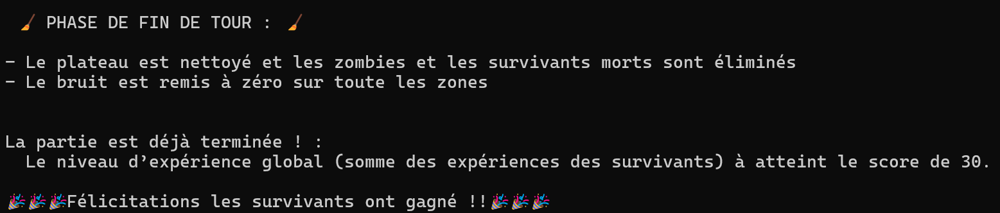 🧹 PHASE DE FIN DE TOUR : 🧹
- Le plateau est nettoyé et les zombies et les survivants morts sont éliminés
- Le bruit est remis à zéro sur toute les zones
La partie est déjà terminée ! :
Le niveau d’expérience global (somme des expériences des survivants) à atteint le score de 30.
🎉🎉🎉Félicitations les survivants ont gagné !!🎉🎉🎉